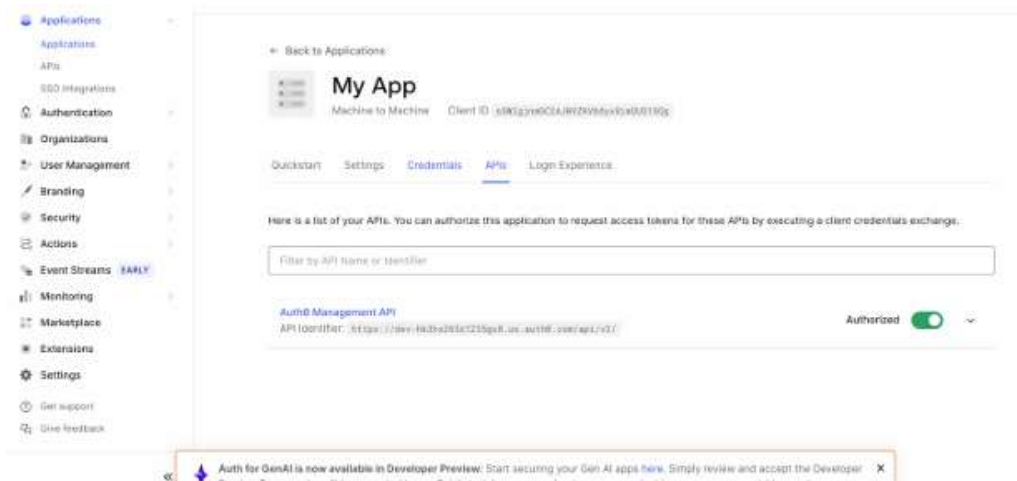 Applications
Applications
APIs
SSO Integrations
Authentication
Organizations
User Management
Branding
Security
Actions
Event Streams EARLY
Monitoring
Marketplace
Extensions
Settings
Get support
Give feedback
← Back to Applications
My App
Machine to Machine Client ID
Quickstart Settings Credentials APIs Login Experience
Here is a list of your APIs. You can authorize this application to request access tokens for these APIs by executing a client credentials exchange.
Filter by API Name or Identifier
Auth0 Management API
API Identifier:
Authorized
Auth for GenAI is now available in Developer Preview: Start securing your Gen AI apps here. Simply review and accept the Developer